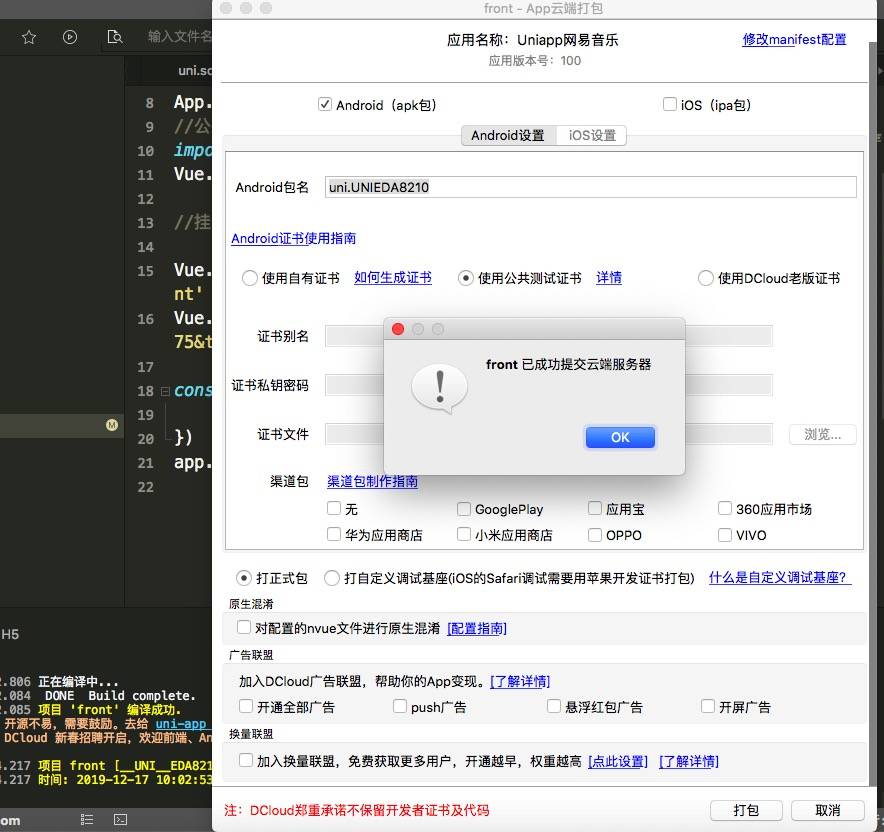 front - App云端打包
应用名称：Uniapp网易音乐
修改manifest配置
应用版本号：100
输入文件名
Android（apk包）
iOS（ipa包）
Android设置
iOS设置
Android包名
uni.UNIEDA8210
Android证书使用指南
使用自有证书
如何生成证书
使用公共测试证书
详情
使用DCloud老版证书
证书别名
证书私钥密码
证书文件
浏览...
front 已成功提交云端服务器
OK
渠道包
渠道包制作指南
无
GooglePlay
应用宝
360应用市场
华为应用商店
小米应用商店
OPPO
VIVO
打正式包
打自定义调试基座(iOS的Safari调试需要用苹果开发证书打包)
什么是自定义调试基座?
原生混淆
对配置的nvue文件进行原生混淆
[配置指南]
广告联盟
加入DCloud广告联盟，帮助你的App变现。
[了解详情]
开通全部广告
push广告
悬浮红包广告
开屏广告
换量联盟
加入换量联盟，免费获取更多用户，开通越早，权重越高
[点此设置]
[了解详情]
注：DCloud郑重承诺不保留开发者证书及代码
打包
取消
uni.sc
8 App.
9 //公
10 impo
11 Vue.
12
13 //挂
14
15 Vue.
nt'
16 Vue.
75&t
17
18 cons
19
20 })
21 app.
22
M
H5
2.806 正在编译中...
2.084 DONE Build complete.
2.085 项目 'front' 编译成功.
开源不易，需要鼓励。去给 uni-app
DCloud 新春招聘开启，欢迎前端、An
4.217 项目 front [__UNI__EDA821
4.217 时间: 2019-12-17 10:02:53
om